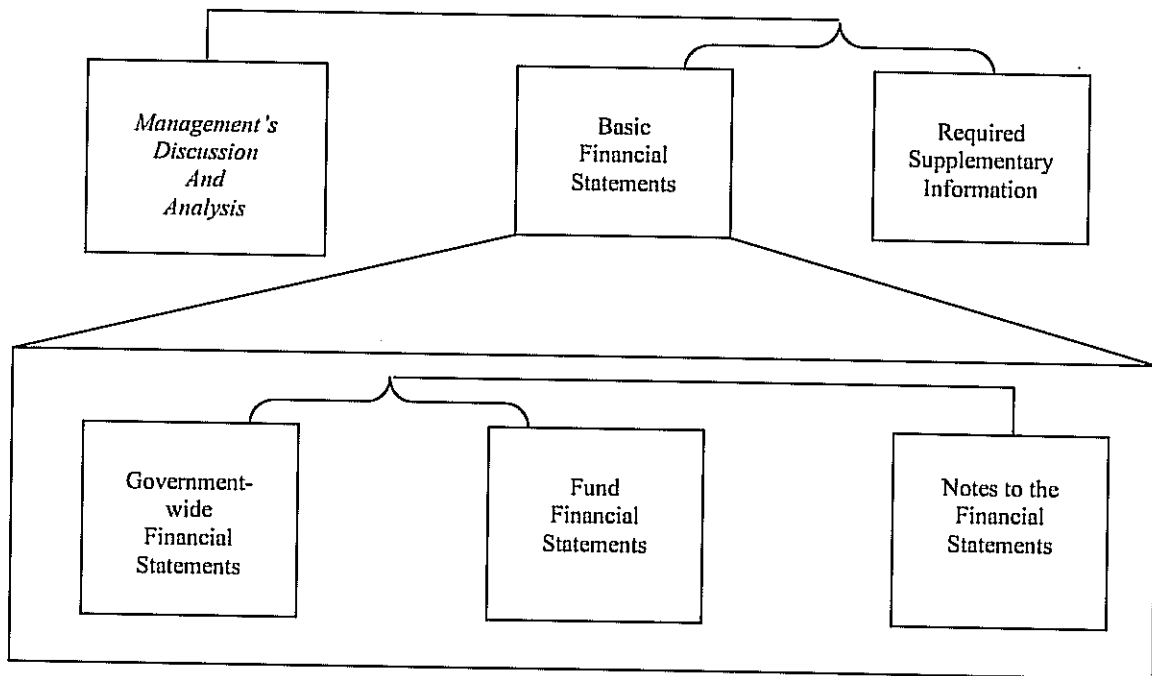 Management's
Discussion
And
Analysis
Basic
Financial
Statements
Required
Supplementary
Information
Government-
wide
Financial
Statements
Fund
Financial
Statements
Notes to the
Financial
Statements